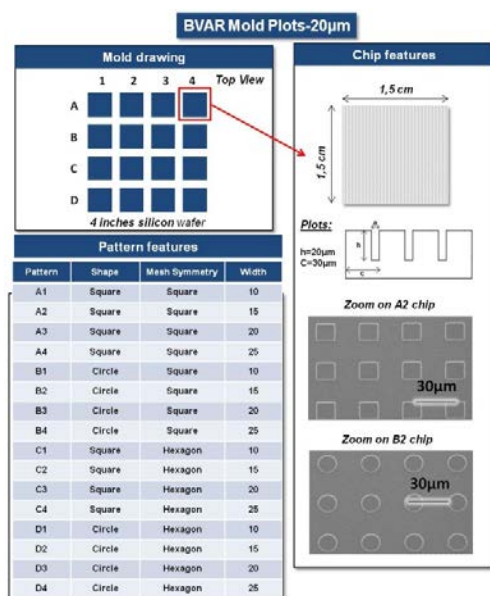 BVAR Mold Plots-20µm
Mold drawing
1 2 3 4 Top View
A
B
C
D
4 inches silicon wafer
Pattern features
Pattern Shape Mesh Symmetry Width
A1 Square Square 10
A2 Square Square 15
A3 Square Square 20
A4 Square Square 25
B1 Circle Square 10
B2 Circle Square 15
B3 Circle Square 20
B4 Circle Square 25
C1 Square Hexagon 10
C2 Square Hexagon 15
C3 Square Hexagon 20
C4 Square Hexagon 25
D1 Circle Hexagon 10
D2 Circle Hexagon 15
D3 Circle Hexagon 20
D4 Circle Hexagon 25
Chip features
1,5 cm
1,5 cm
Plots:
h=20µm
C=30µm
h
c
Zoom on A2 chip
30µm
Zoom on B2 chip
30µm